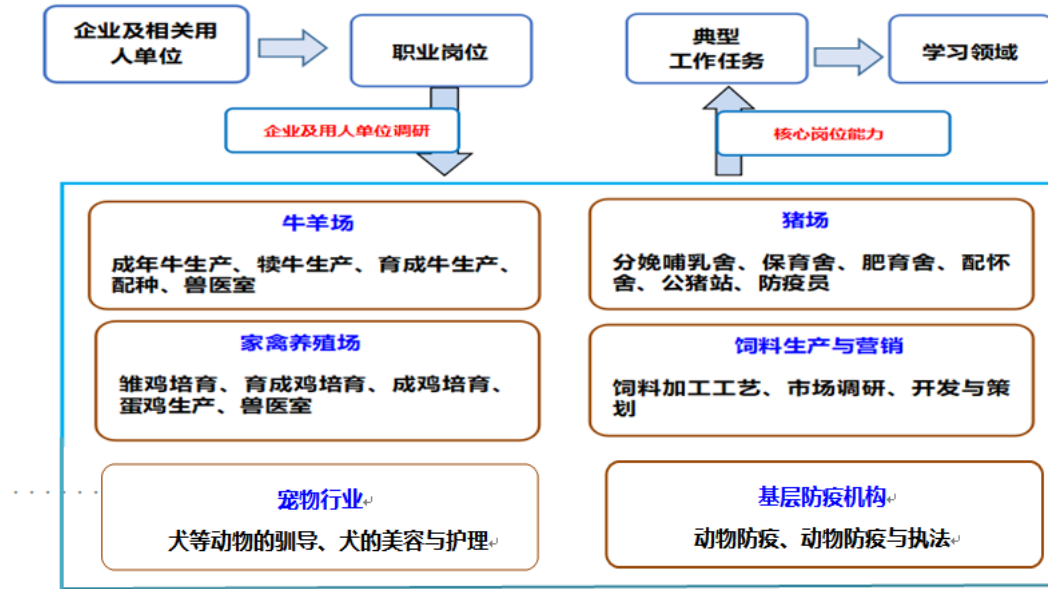 企业及相关用
人单位
职业岗位
典型
工作任务
学习领域
企业及用人单位调研
核心岗位能力
牛羊场
成年牛生产、犊牛生产、育成牛生产、
配种、兽医室
猪场
分娩哺乳舍、保育舍、肥育舍、配怀
舍、公猪站、防疫员
家禽养殖场
雏鸡培育、育成鸡培育、成鸡培育、
蛋鸡生产、兽医室
饲料生产与营销
饲料加工工艺、市场调研、开发与策
划
宠物行业
犬等动物的驯导、犬的美容与护理
基层防疫机构
动物防疫、动物防疫与执法